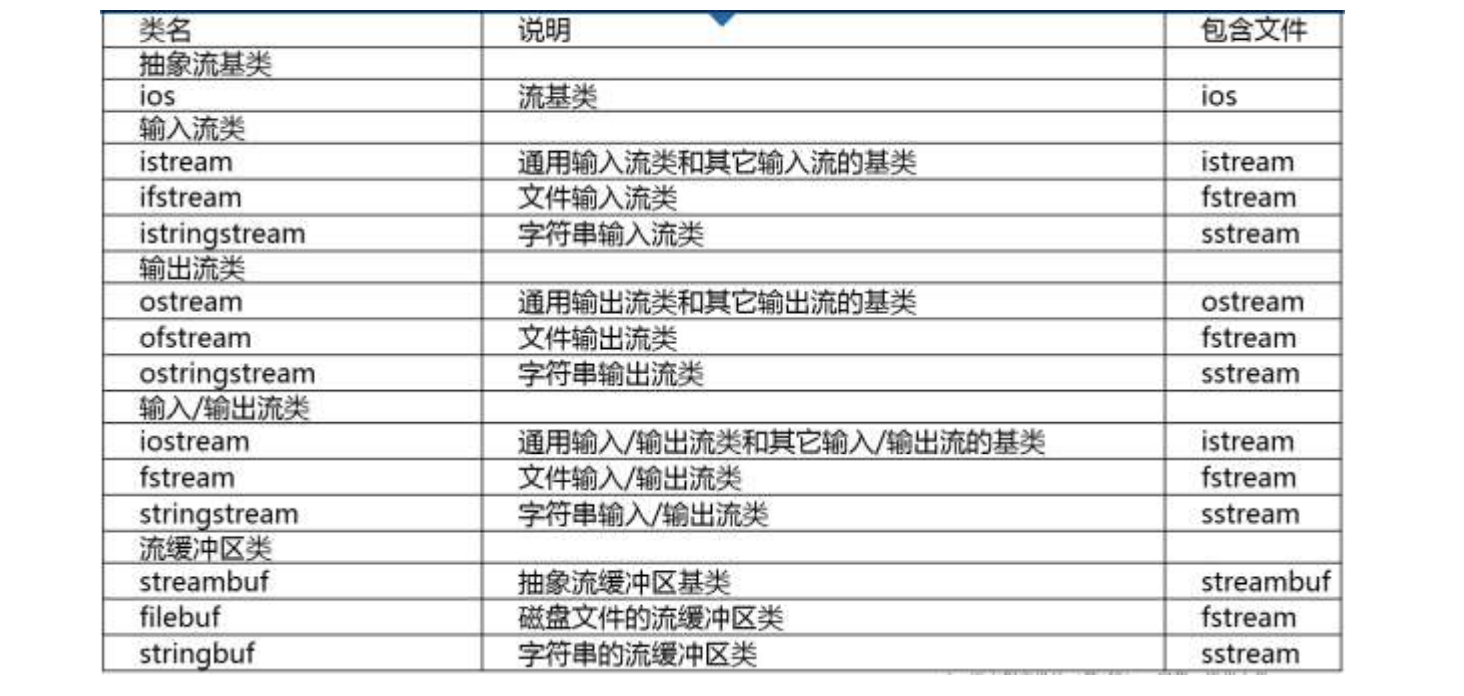 类名 说明 包含文件
抽象流基类
ios 流基类 ios
输入流类
istream 通用输入流类和其它输入流的基类 istream
ifstream 文件输入流类 fstream
istringstream 字符串输入流类 sstream
输出流类
ostream 通用输出流类和其它输出流的基类 ostream
ofstream 文件输出流类 fstream
ostringstream 字符串输出流类 sstream
输入/输出流类
iostream 通用输入/输出流类和其它输入/输出流的基类 istream
fstream 文件输入/输出流类 fstream
stringstream 字符串输入/输出流类 sstream
流缓冲区类
streambuf 抽象流缓冲区基类 streambuf
filebuf 磁盘文件的流缓冲区类 fstream
stringbuf 字符串的流缓冲区类 sstream